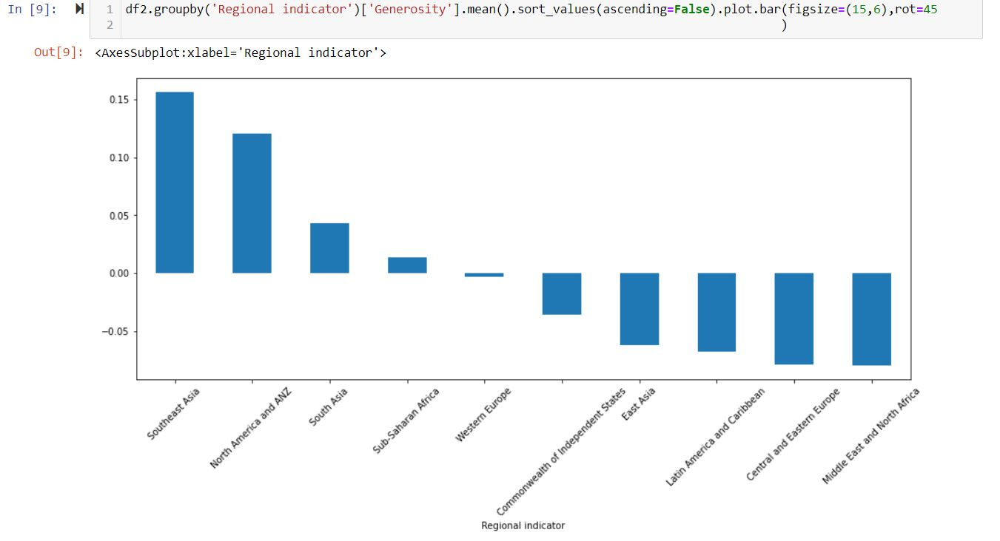 In [9]: 1 df2.groupby('Regional indicator')['Generosity'].mean().sort_values(ascending=False).plot.bar(figsize=(15,6),rot=45
2 )
Out[9]: <AxesSubplot:xlabel='Regional indicator'>
0.15
0.10
0.05
0.00
−0.05
Southeast Asia
North America and ANZ
South Asia
Sub-Saharan Africa
Western Europe
Commonwealth of Independent States
East Asia
Latin America and Caribbean
Central and Eastern Europe
Middle East and North Africa
Regional indicator